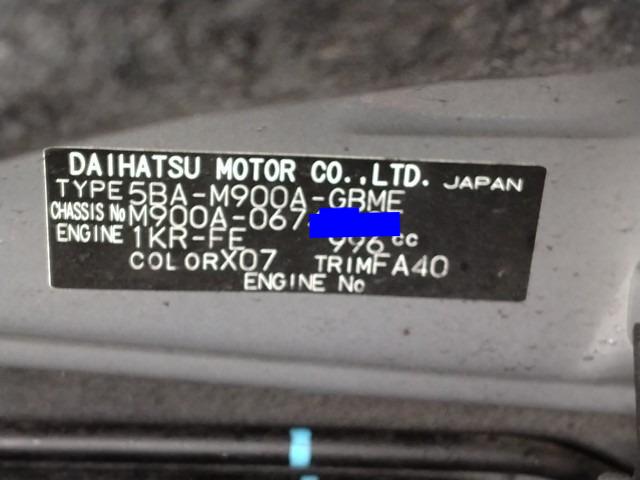 DAIHATSU MOTOR CO.,LTD. JAPAN
TYPE 5BA-M900A-GBME
CHASSIS No M900A-067
ENGINE 1KR-FE 996cc
COLOR X07 TRIM FA40
ENGINE No